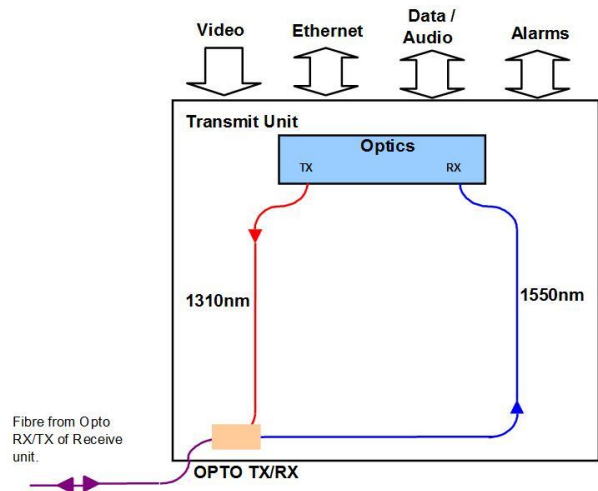 Video
Ethernet
Data /
Audio
Alarms
Transmit Unit
Optics
TX
RX
1310nm
1550nm
Fibre from Opto
RX/TX of Receive
unit.
OPTO TX/RX